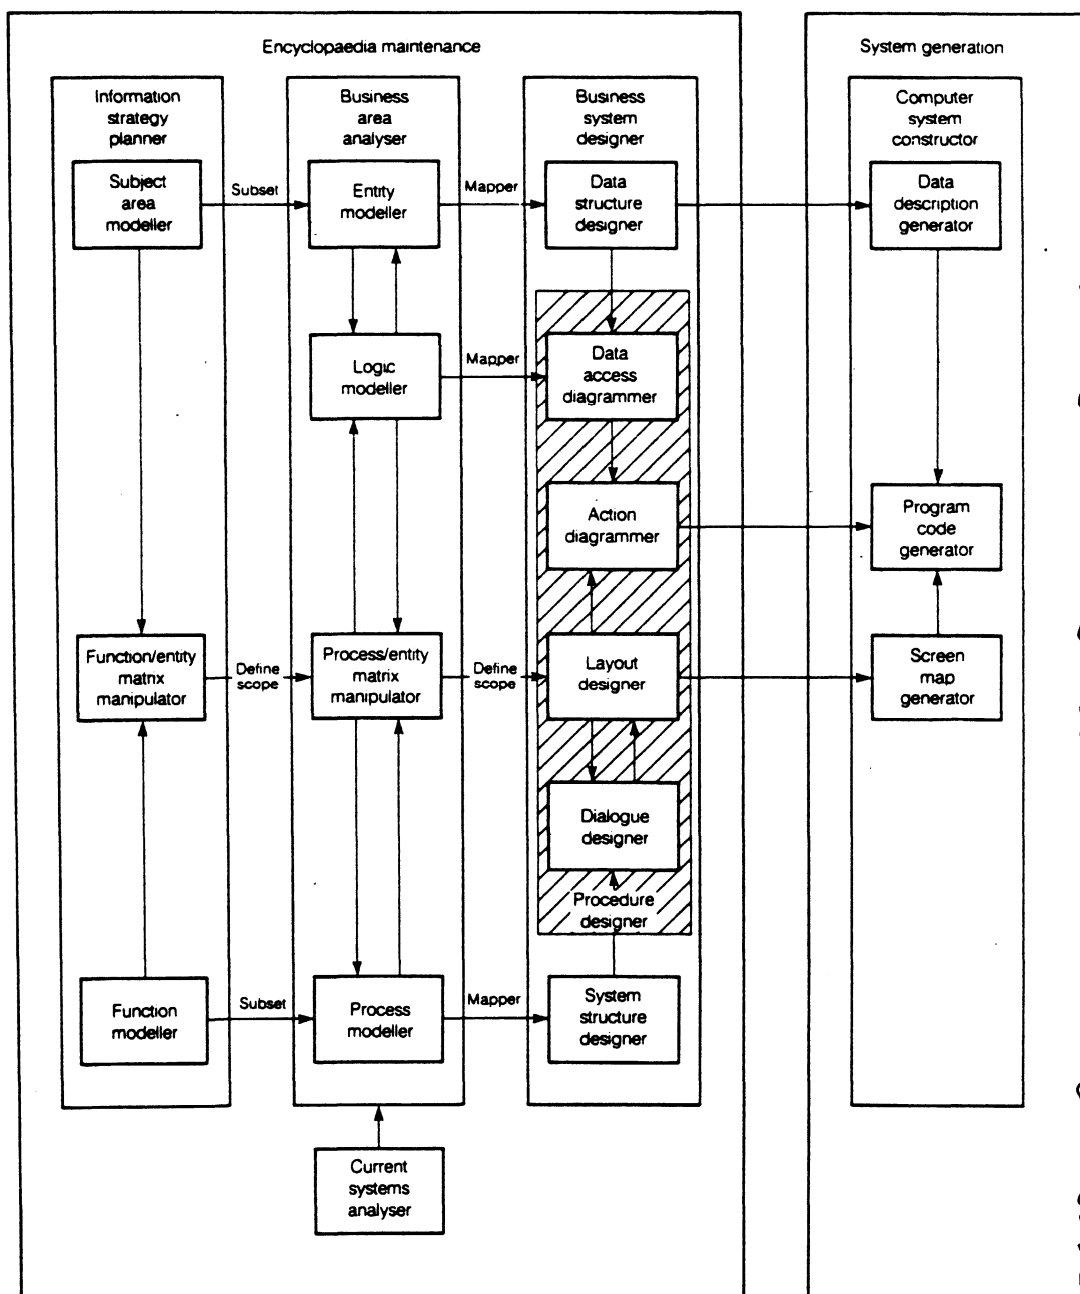 Encyclopaedia maintenance
System generation
Information
strategy
planner
Business
area
analyser
Business
system
designer
Computer
system
constructor
Subject
area
modeller
Subset
Entity
modeller
Mapper
Data
structure
designer
Data
description
generator
Logic
modeller
Mapper
Data
access
diagrammer
Action
diagrammer
Program
code
generator
Function/entity
matrix
manipulator
Define
scope
Process/entity
matrix
manipulator
Define
scope
Layout
designer
Screen
map
generator
Dialogue
designer
Procedure
designer
Function
modeller
Subset
Process
modeller
Mapper
System
structure
designer
Current
systems
analyser